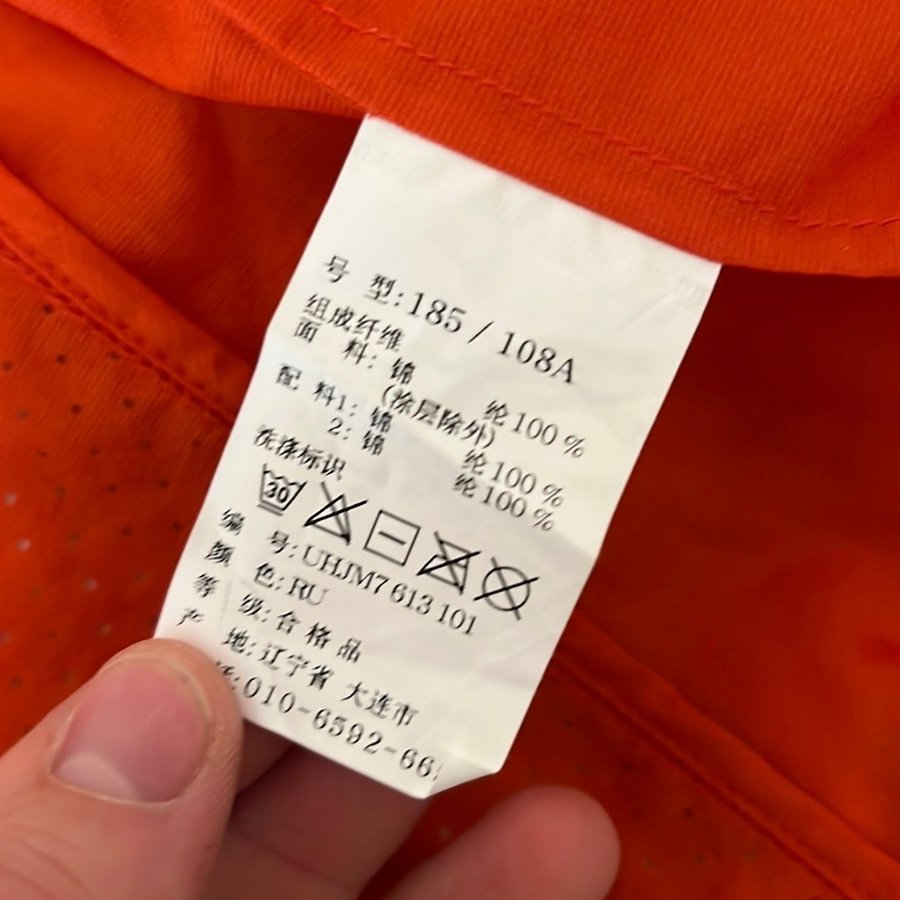 号 型: 185 / 108A
组成纤维
面 料: 锦 纶 100 %
(涂层除外)
配 料1: 锦 纶 100 %
2: 锦 纶 100 %
洗涤标识
30
编 号: UHJM7 613 101
颜 色: RU
等 级: 合 格 品
产 地: 辽宁省 大连市
话: 010-6592-66